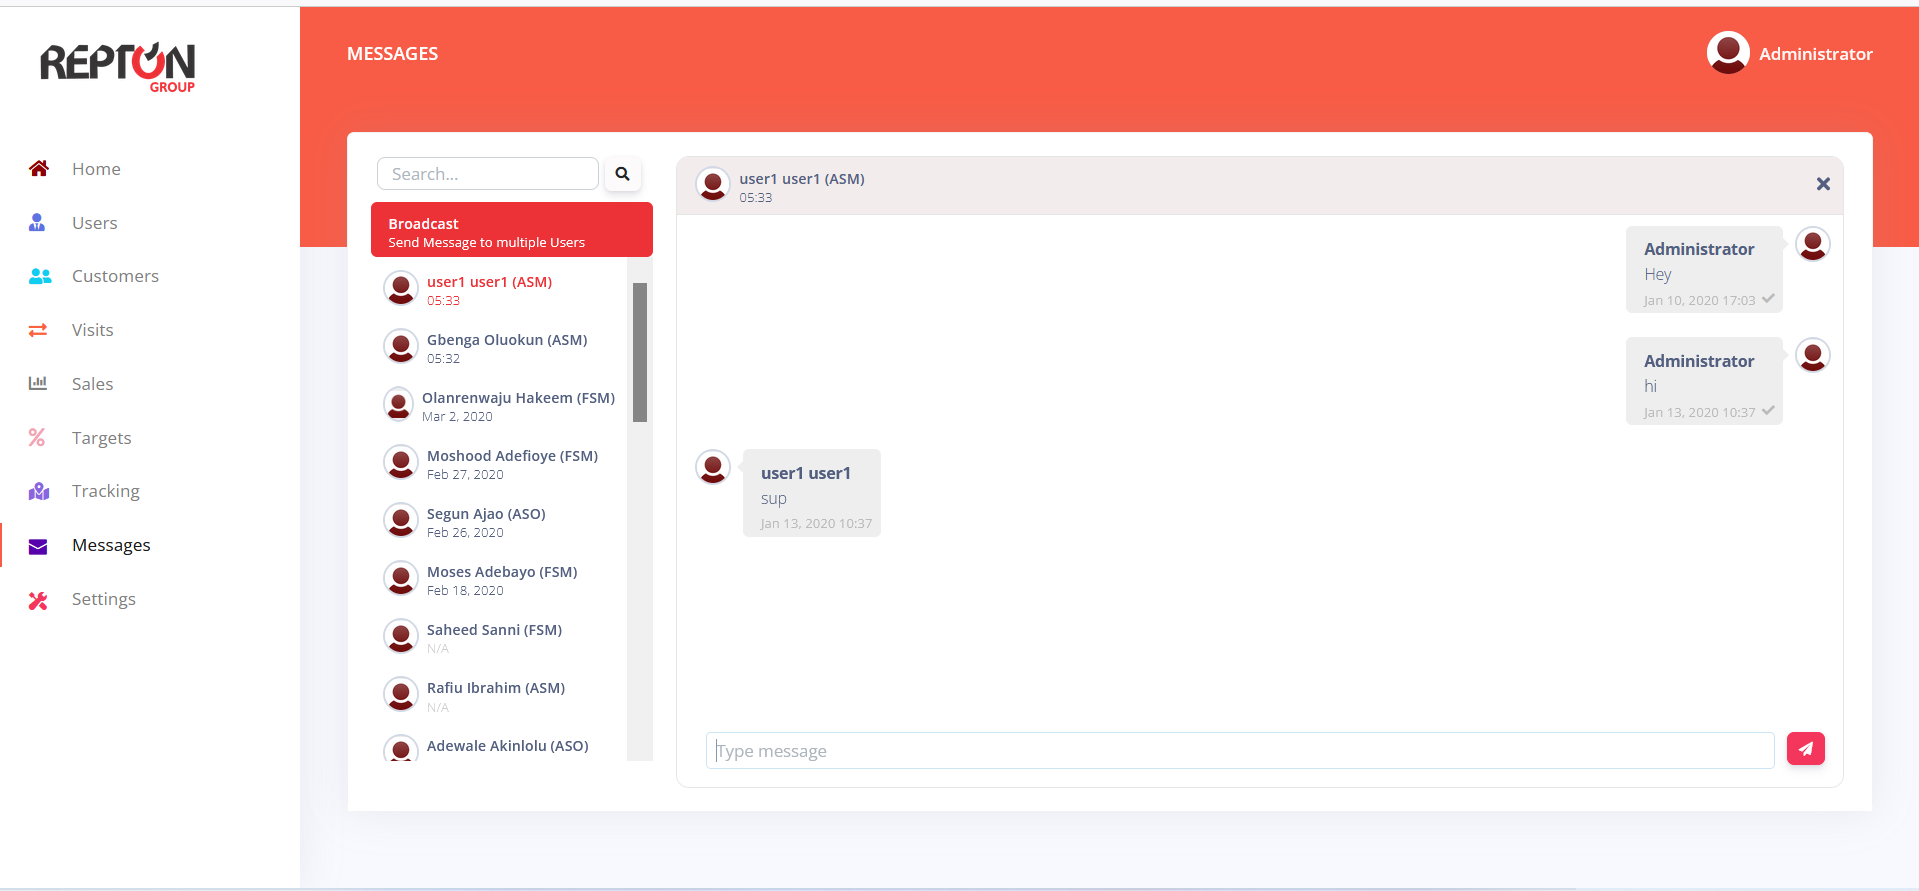 REPTON
GROUP
Home
Users
Customers
Visits
Sales
Targets
Tracking
Messages
Settings
MESSAGES
Administrator
Search...
Broadcast
Send Message to multiple Users
user1 user1 (ASM)
05:33
Gbenga Oluokun (ASM)
05:32
Olanrenwaju Hakeem (FSM)
Mar 2, 2020
Moshood Adefioye (FSM)
Feb 27, 2020
Segun Ajao (ASO)
Feb 26, 2020
Moses Adebayo (FSM)
Feb 18, 2020
Saheed Sanni (FSM)
N/A
Rafiu Ibrahim (ASM)
N/A
Adewale Akinlolu (ASO)
user1 user1 (ASM)
05:33
Administrator
Hey
Jan 10, 2020 17:03
Administrator
hi
Jan 13, 2020 10:37
user1 user1
sup
Jan 13, 2020 10:37
Type message